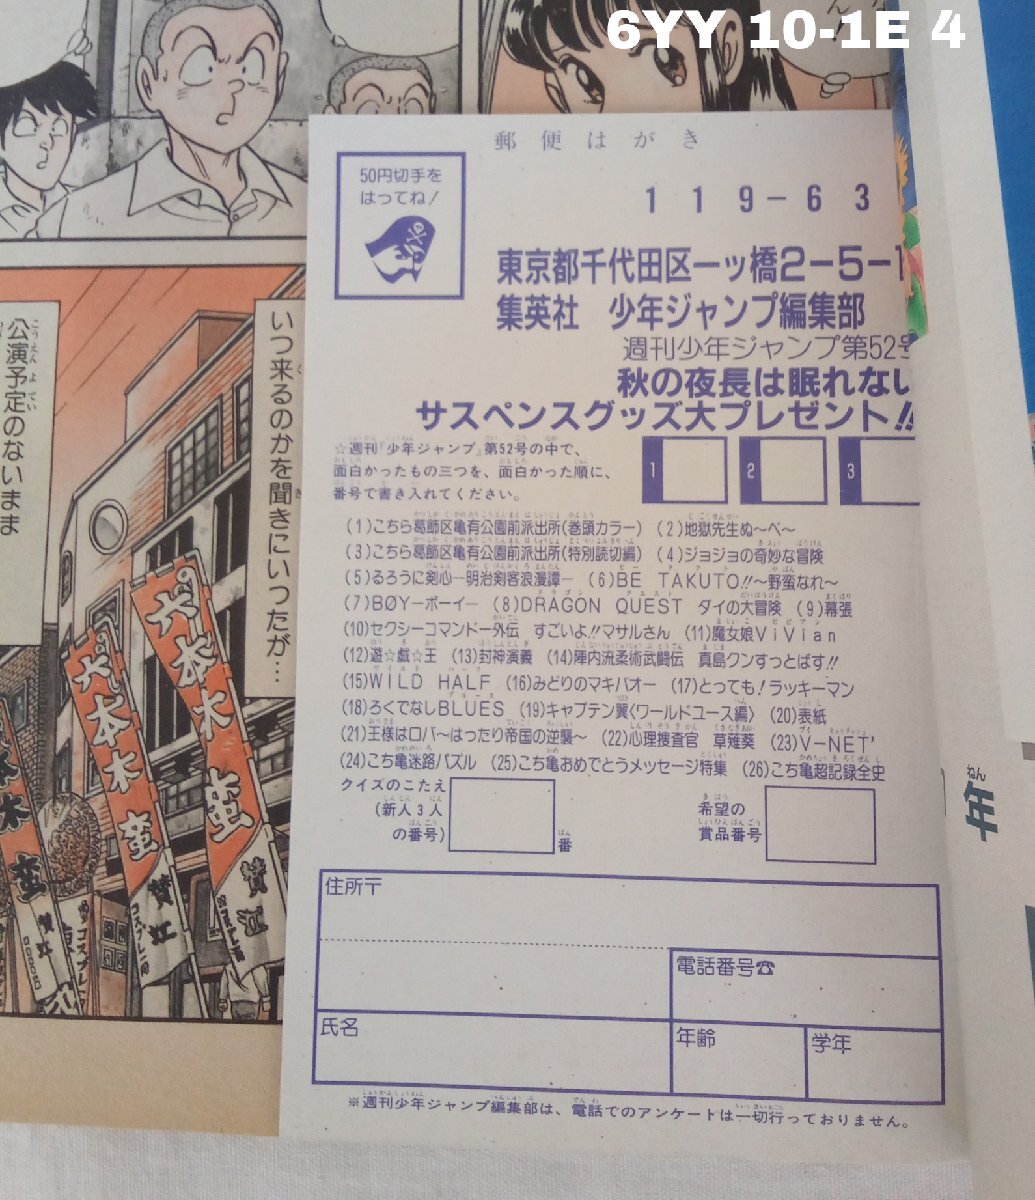 6YY 10-1E 4
郵便はがき
50円切手を
はってね!
119-63
東京都千代田区一ッ橋2-5-1
集英社 少年ジャンプ編集部
週刊少年ジャンプ第52号
秋の夜長は眠れない
サスペンスグッズ大プレゼント!!
☆週刊『少年ジャンプ』第52号の中で、
面白かったもの三つを、面白かった順に、
番号で書き入れてください。
1 2 3
(1)こちら葛飾区亀有公園前派出所(巻頭カラー) (2)地獄先生ぬ〜べ〜
(3)こちら葛飾区亀有公園前派出所(特別読切編) (4)ジョジョの奇妙な冒険
(5)るろうに剣心―明治剣客浪漫譚― (6)BE TAKUTO!!〜野蛮なれ〜
(7)BØY―ボーイ― (8)DRAGON QUEST ダイの大冒険 (9)幕張
(10)セクシーコマンドー外伝 すごいよ!!マサルさん (11)魔女娘ViVian
(12)遊☆戯☆王 (13)封神演義 (14)陣内流柔術武闘伝 真島クンすっとばす!!
(15)WILD HALF (16)みどりのマキバオー (17)とっても!ラッキーマン
(18)ろくでなしBLUES (19)キャプテン翼〈ワールドユース編〉 (20)表紙
(21)王様はロバ〜はったり帝国の逆襲〜 (22)心理捜査官 草薙葵 (23)V-NET'
(24)こち亀迷路パズル (25)こち亀おめでとうメッセージ特集 (26)こち亀超記録全史
クイズのこたえ
(新人3人
の番号)
番
希望の
賞品番号
住所〒
電話番号☎
氏名
年齢
学年
※週刊少年ジャンプ編集部は、電話でのアンケートは一切行っておりません。
いつ来るのかを聞きにいったが…
公演予定のないまま
六本木蛮
賛江
六本木蛮
賛江
年